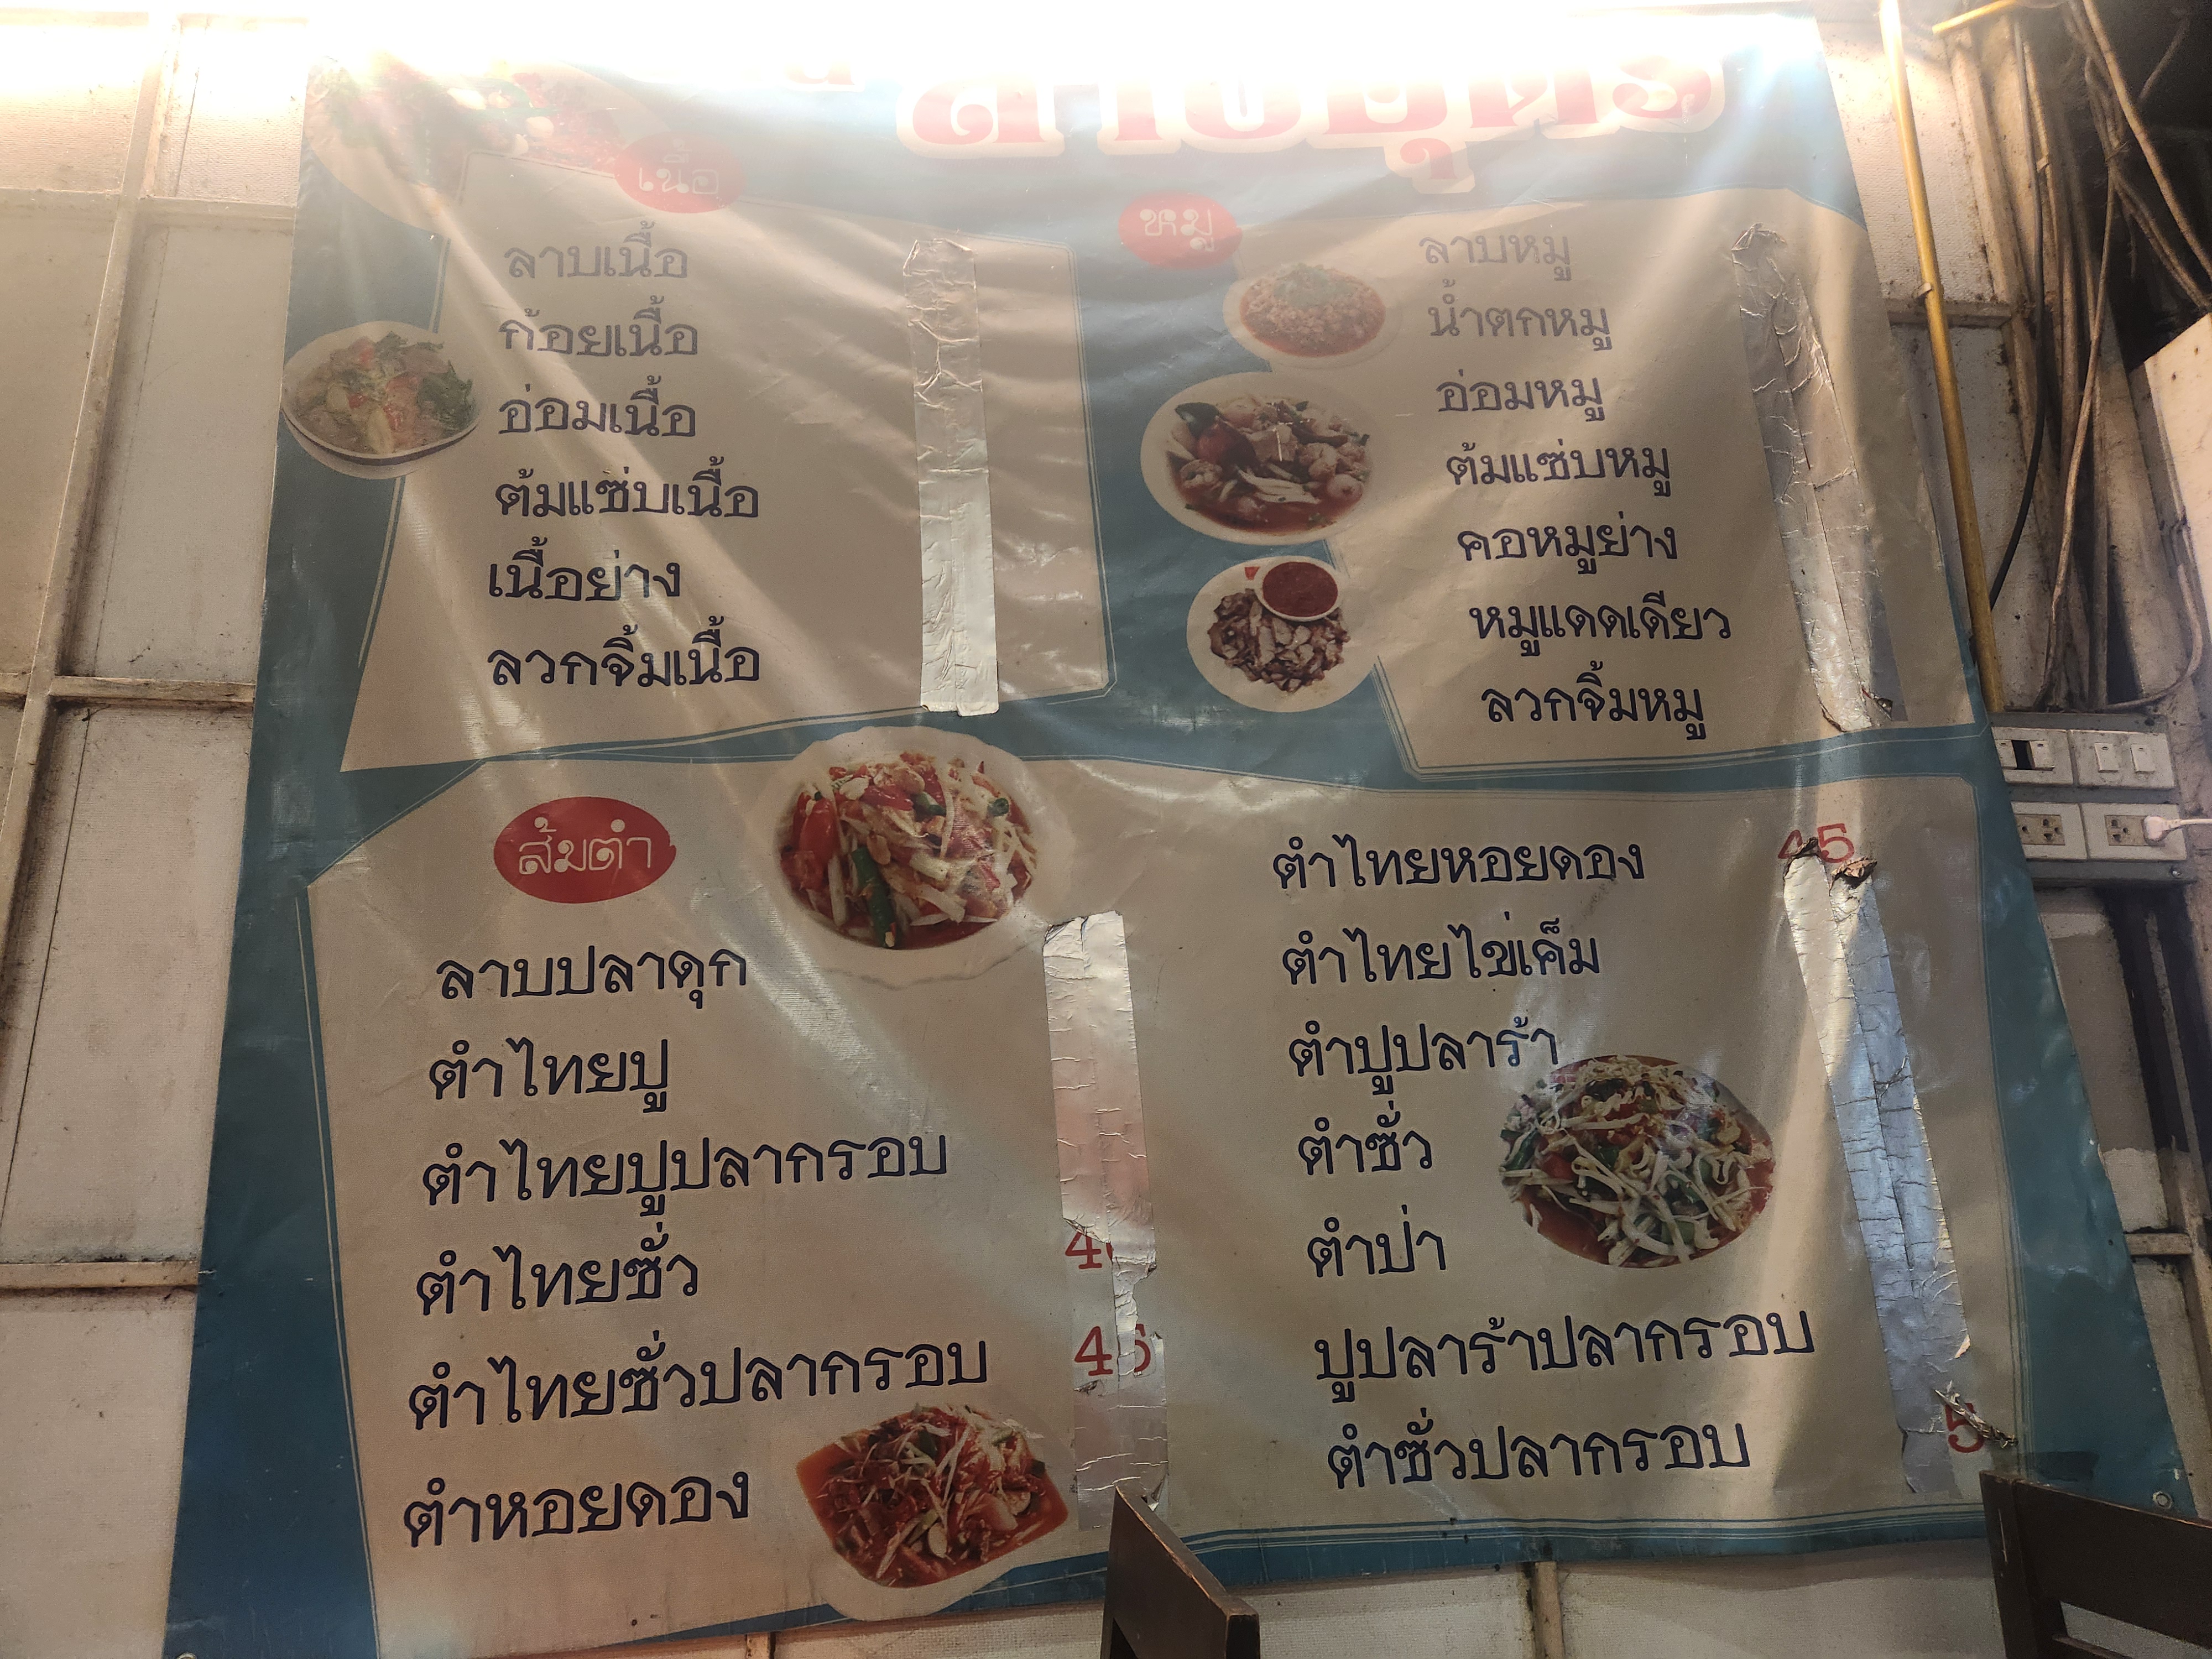 เนื้อ
ลาบเนื้อ
ก้อยเนื้อ
อ่อมเนื้อ
ต้มแซ่บเนื้อ
เนื้อย่าง
ลวกจิ้มเนื้อ
หมู
ลาบหมู
น้ำตกหมู
อ่อมหมู
ต้มแซ่บหมู
คอหมูย่าง
หมูแดดเดียว
ลวกจิ้มหมู
ส้มตำ
ลาบปลาดุก
ตำไทยปู
ตำไทยปูปลากรอบ
ตำไทยซั่ว
ตำไทยซั่วปลากรอบ 45
ตำหอยดอง
ตำไทยหอยดอง 45
ตำไทยไข่เค็ม
ตำปูปลาร้า
ตำซั่ว
ตำป่า
ปูปลาร้าปลากรอบ
ตำซั่วปลากรอบ 5